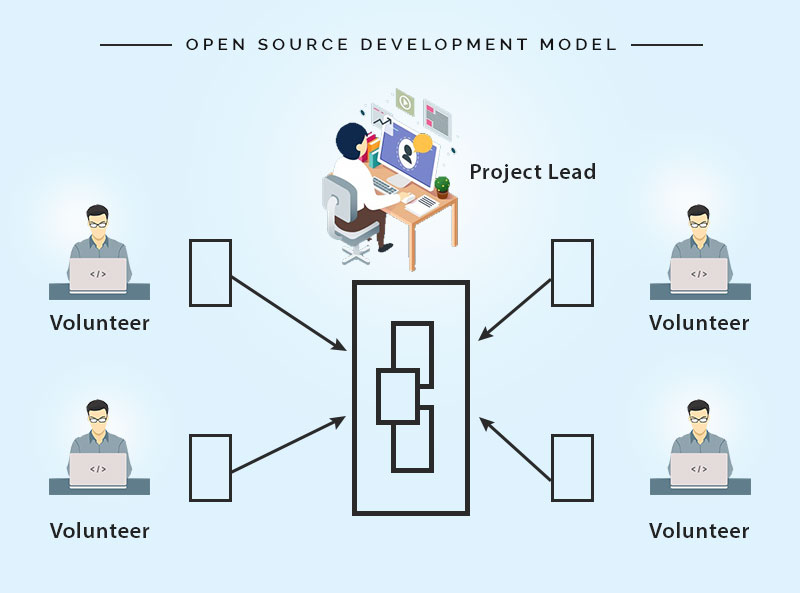 OPEN SOURCE DEVELOPMENT MODEL
Project Lead
</>
Volunteer
</>
Volunteer
</>
Volunteer
</>
Volunteer